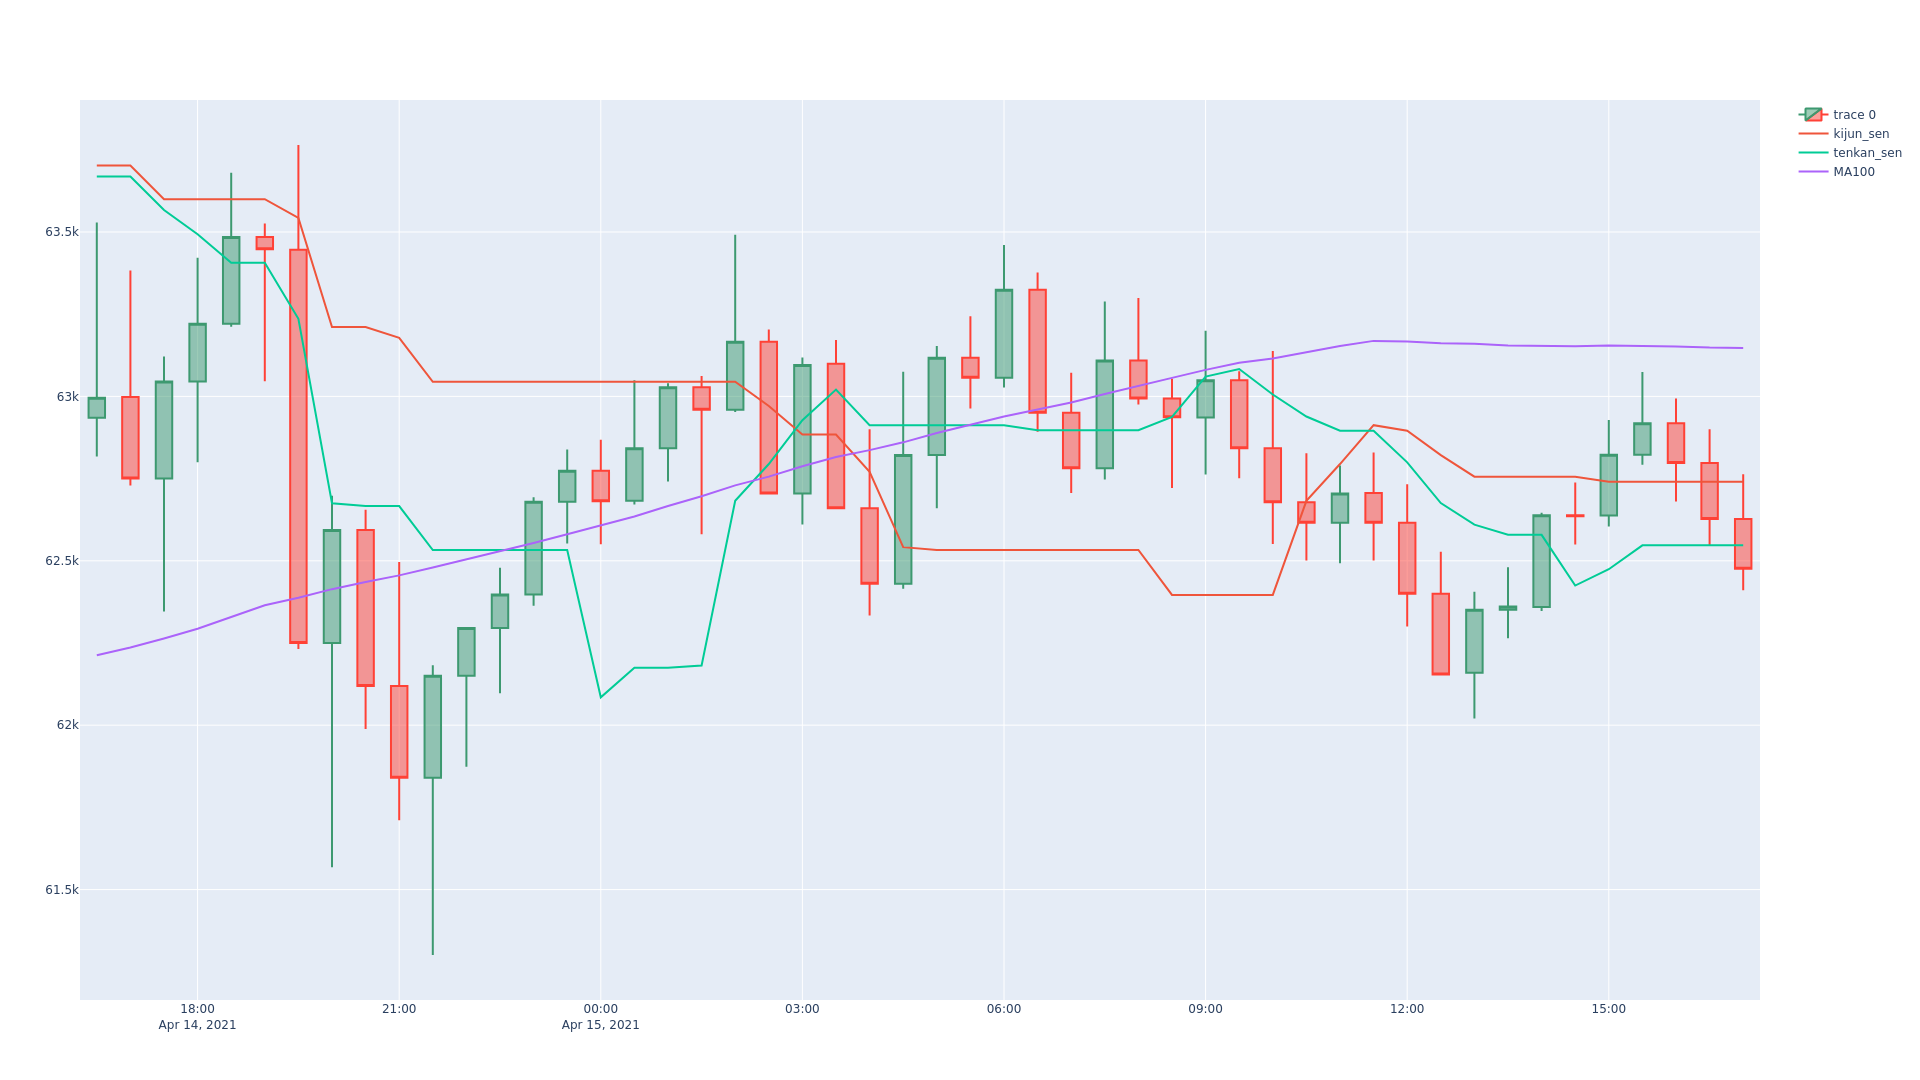 trace 0
kijun_sen
tenkan_sen
MA100
63.5k
63k
62.5k
62k
61.5k
18:00 21:00 00:00 03:00 06:00 09:00 12:00 15:00
Apr 14, 2021 Apr 15, 2021